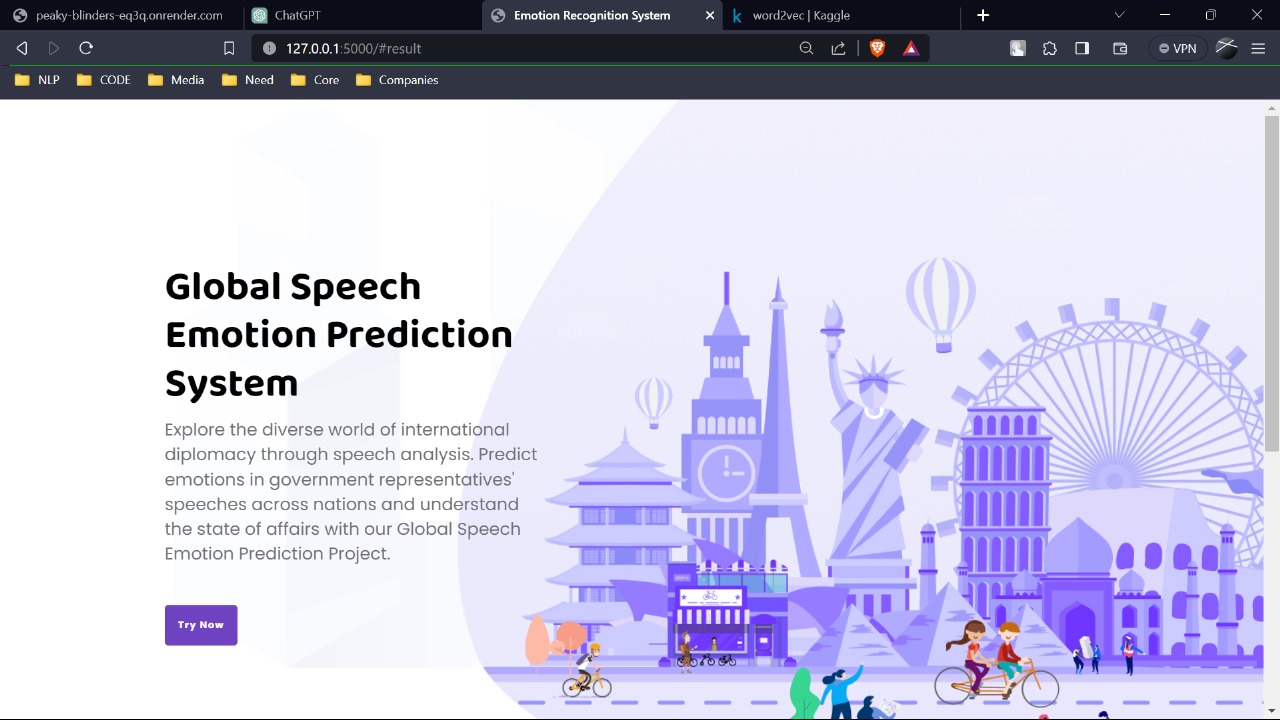 peaky-blinders-eq3q.onrender.com
ChatGPT
Emotion Recognition System
word2vec | Kaggle
127.0.0.1:5000/#result
VPN
NLP
CODE
Media
Need
Core
Companies
Global Speech
Emotion Prediction
System
Explore the diverse world of international
diplomacy through speech analysis. Predict
emotions in government representatives'
speeches across nations and understand
the state of affairs with our Global Speech
Emotion Prediction Project.
Try Now